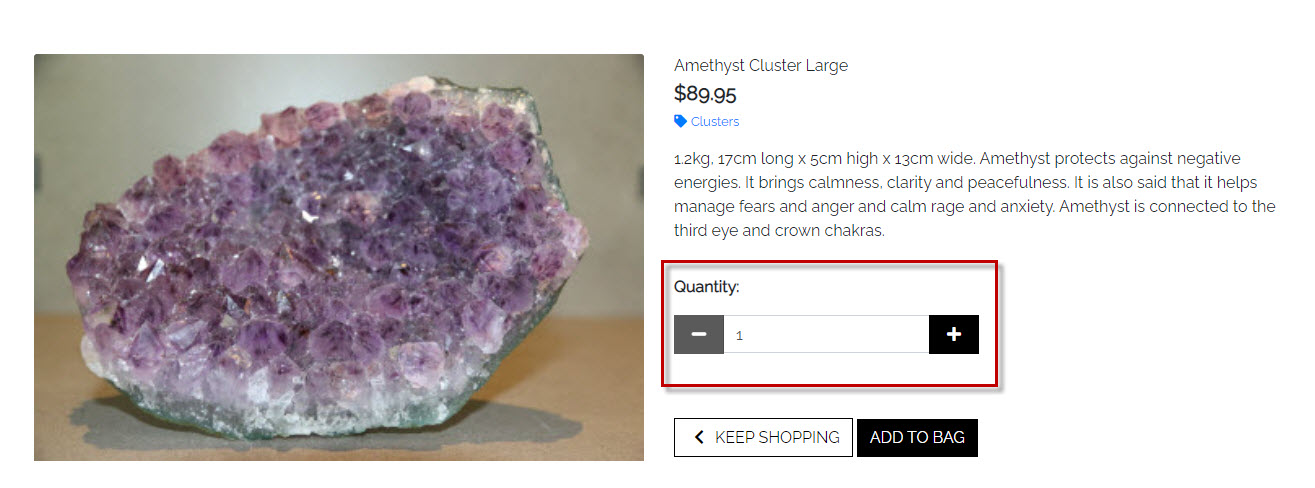 Amethyst Cluster Large
$89.95
Clusters
1.2kg, 17cm long x 5cm high x 13cm wide. Amethyst protects against negative
energies. It brings calmness, clarity and peacefulness. It is also said that it helps
manage fears and anger and calm rage and anxiety. Amethyst is connected to the
third eye and crown chakras.
Quantity:
1
KEEP SHOPPING
ADD TO BAG